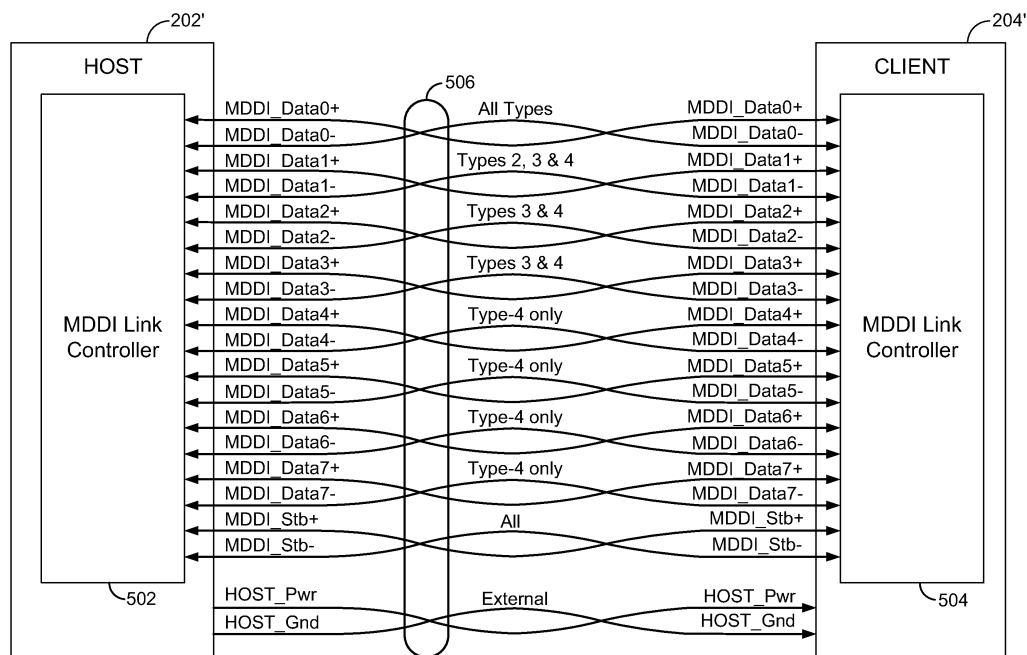 202'
204'
HOST
CLIENT
506
MDDI_Data0+ All Types MDDI_Data0+
MDDI_Data0- MDDI_Data0-
MDDI_Data1+ Types 2, 3 & 4 MDDI_Data1+
MDDI_Data1- MDDI_Data1-
MDDI_Data2+ Types 3 & 4 MDDI_Data2+
MDDI_Data2- MDDI_Data2-
MDDI_Data3+ Types 3 & 4 MDDI_Data3+
MDDI_Data3- MDDI_Data3-
MDDI_Data4+ Type-4 only MDDI_Data4+
MDDI_Data4- MDDI_Data4-
MDDI_Data5+ Type-4 only MDDI_Data5+
MDDI_Data5- MDDI_Data5-
MDDI_Data6+ Type-4 only MDDI_Data6+
MDDI_Data6- MDDI_Data6-
MDDI_Data7+ Type-4 only MDDI_Data7+
MDDI_Data7- MDDI_Data7-
MDDI_Stb+ All MDDI_Stb+
MDDI_Stb- MDDI_Stb-
MDDI Link
Controller
MDDI Link
Controller
502
504
HOST_Pwr External HOST_Pwr
HOST_Gnd HOST_Gnd